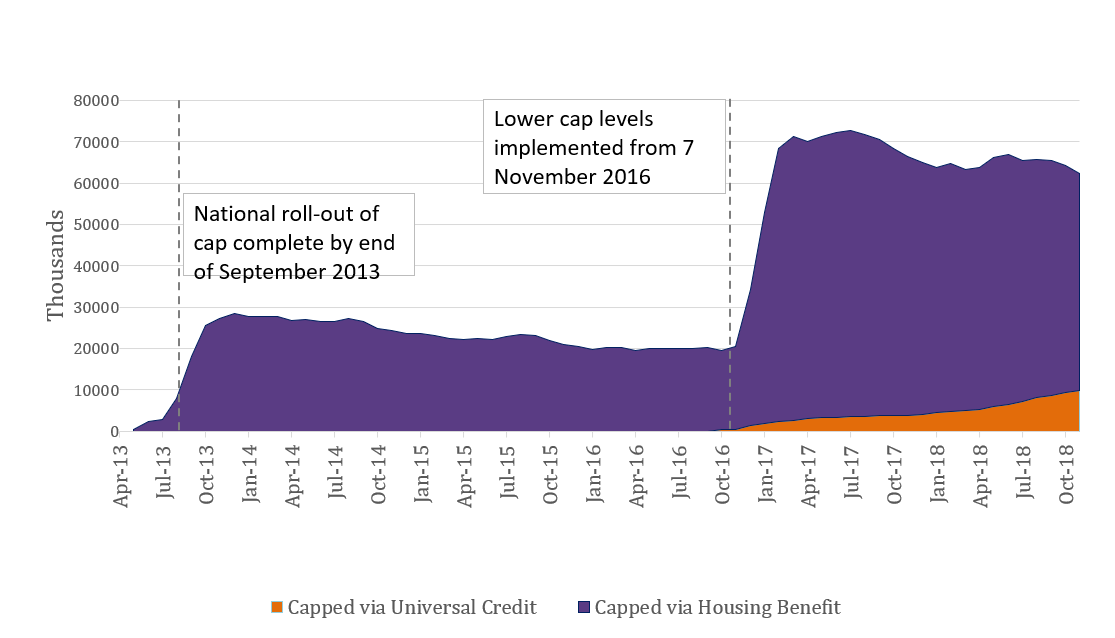 80000
70000
60000
50000
40000
30000
20000
10000
0
Thousands
Lower cap levels
implemented from 7
November 2016
National roll-out of
cap complete by end
of September 2013
Apr-13
Jul-13
Oct-13
Jan-14
Apr-14
Jul-14
Oct-14
Jan-15
Apr-15
Jul-15
Oct-15
Jan-16
Apr-16
Jul-16
Oct-16
Jan-17
Apr-17
Jul-17
Oct-17
Jan-18
Apr-18
Jul-18
Oct-18
Capped via Universal Credit
Capped via Housing Benefit